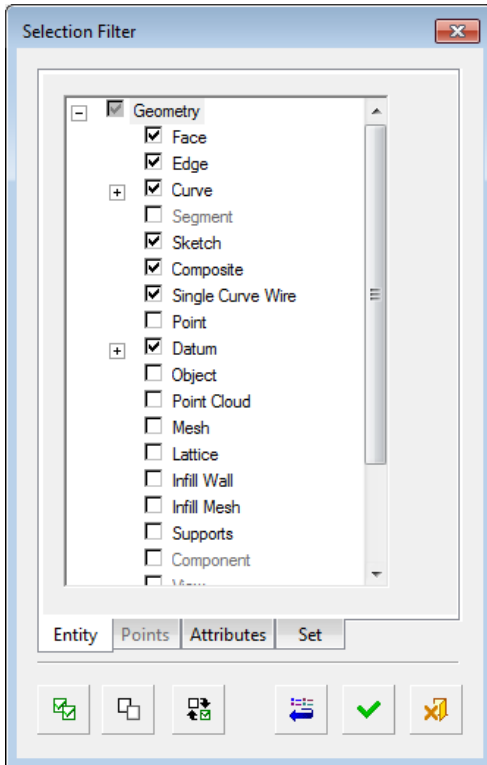 Selection Filter
Geometry
Face
Edge
Curve
Segment
Sketch
Composite
Single Curve Wire
Point
Datum
Object
Point Cloud
Mesh
Lattice
Infill Wall
Infill Mesh
Supports
Component
View
Entity Points Attributes Set